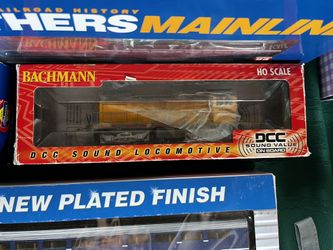 RAILROAD HISTORY
THERS MAINLIN
BACHMANN
HO SCALE
DCC
SOUND VALUE
ON BOARD
DCC SOUND LOCOMOTIVE
NEW PLATED FINISH